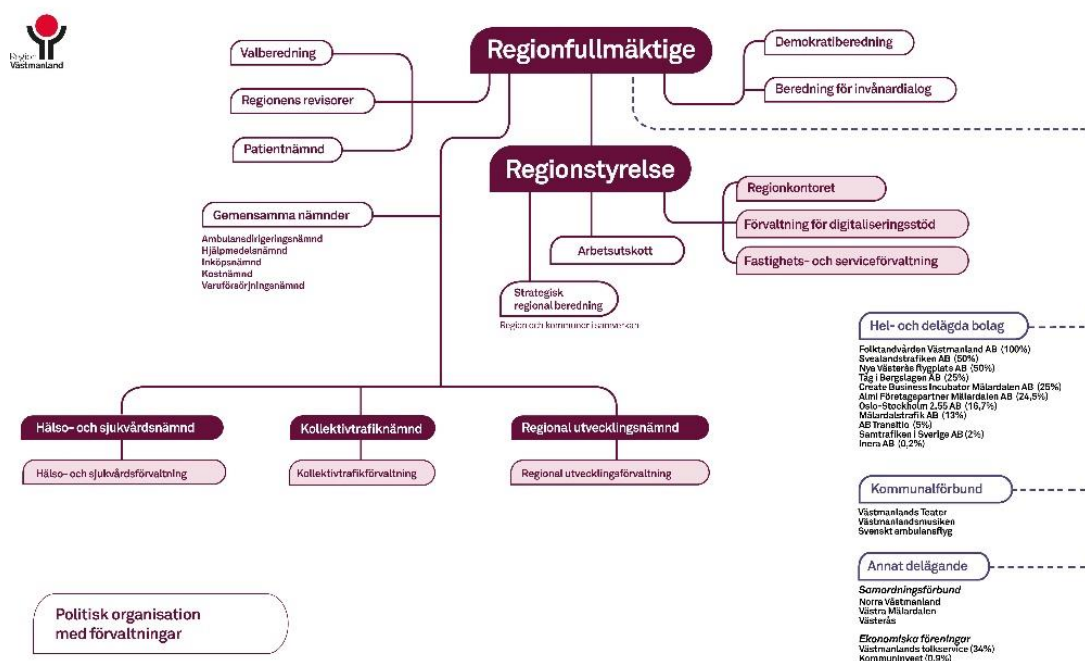 Region
Västmanland
Regionfullmäktige
Valberedning
Regionens revisorer
Patientnämnd
Demokratiberedning
Beredning för invånardialog
Regionstyrelse
Regionkontoret
Förvaltning för digitaliseringsstöd
Fastighets- och serviceförvaltning
Arbetsutskott
Strategisk
regional beredning
Region och kommuner i samverkan
Gemensamma nämnder
Ambulansdirigeringsnämnd
Hjälpmedelsnämnd
Inköpsnämnd
Kostnämnd
Varuförsörjningsnämnd
Hälso- och sjukvårdsnämnd
Hälso- och sjukvårdsförvaltning
Kollektivtrafiknämnd
Kollektivtrafikförvaltning
Regional utvecklingsnämnd
Regional utvecklingsförvaltning
Hel- och delägda bolag
Folktandvården Västmanland AB (100%)
Svealandstrafiken AB (50%)
Nya Västerås flygplats AB (50%)
Tåg i Bergslagen AB (25%)
Create Business Incubator Mälardalen AB (25%)
Almi Företagspartner Mälardalen AB (24,5%)
Oslo-Stockholm 2.55 AB (16,7%)
Mälardalstrafik AB (13%)
AB Transitio (5%)
Samtrafiken i Sverige AB (2%)
Inera AB (0,2%)
Kommunalförbund
Västmanlands Teater
Västmanlandsmusiken
Svenskt ambulansflyg
Annat delägande
Samordningsförbund
Norra Västmanland
Västra Mälardalen
Västerås
Ekonomiska föreningar
Västmanlands tolkservice (34%)
Kommuninvest (0,9%)
Politisk organisation
med förvaltningar